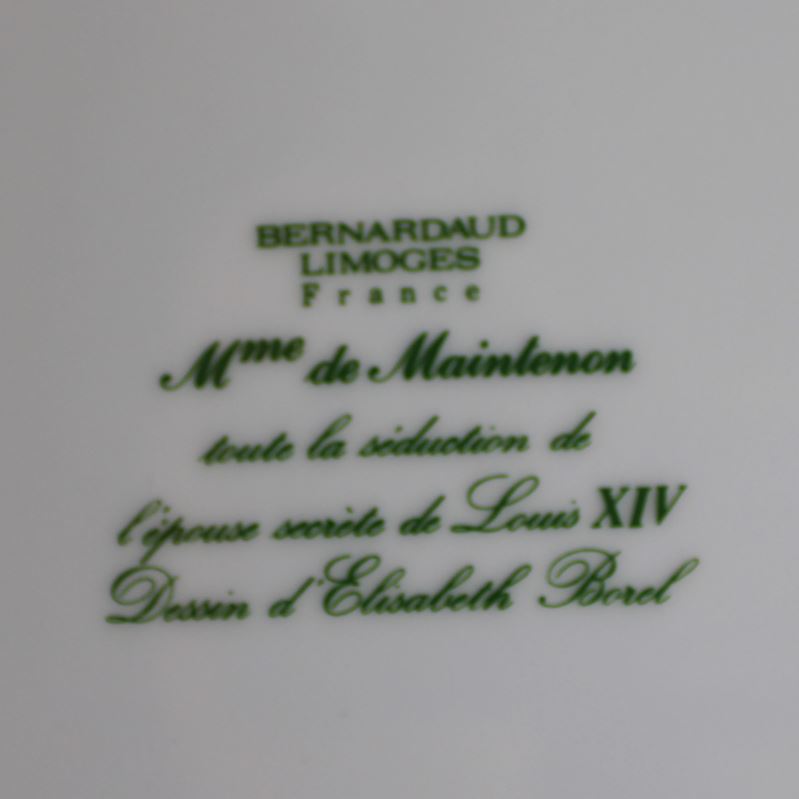 BERNARDAUD
LIMOGES
France
Mme de Maintenon
toute la séduction de
l'épouse secrète de Louis XIV
Dessin d'Elisabeth Borel